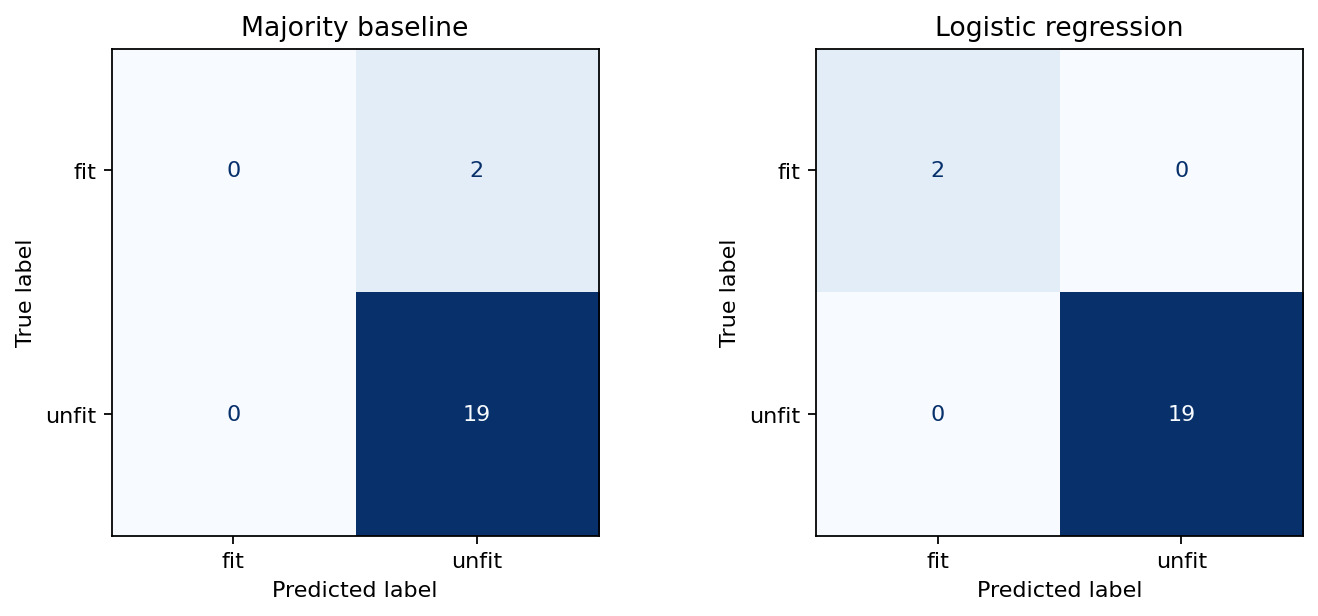 Majority baseline
fit
0
2
True label
unfit
0
19
fit
unfit
Predicted label
Logistic regression
fit
2
0
True label
unfit
0
19
fit
unfit
Predicted label